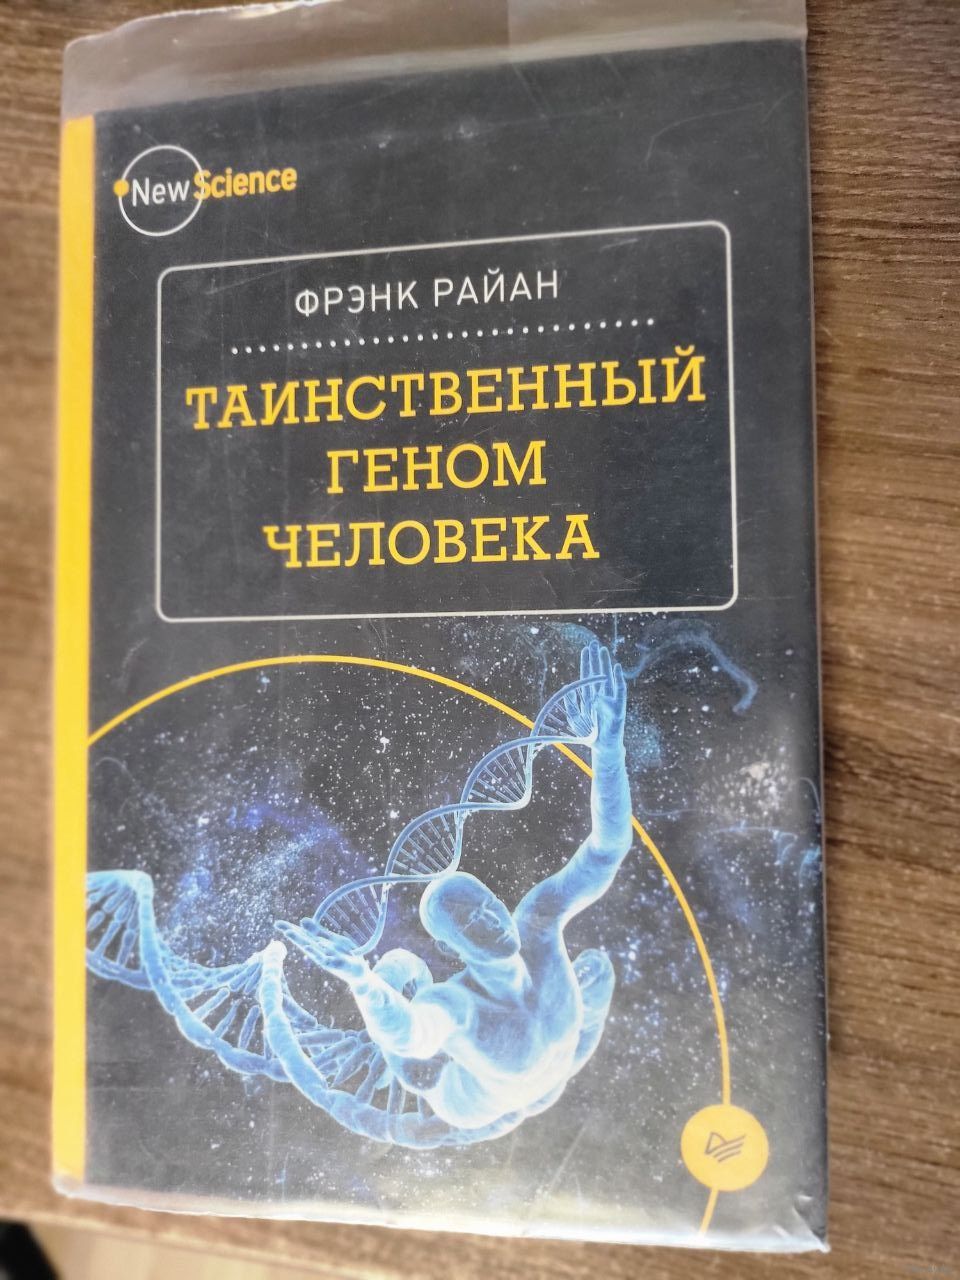 New Science
ФРЭНК РАЙАН
ТАИНСТВЕННЫЙ
ГЕНОМ
ЧЕЛОВЕКА